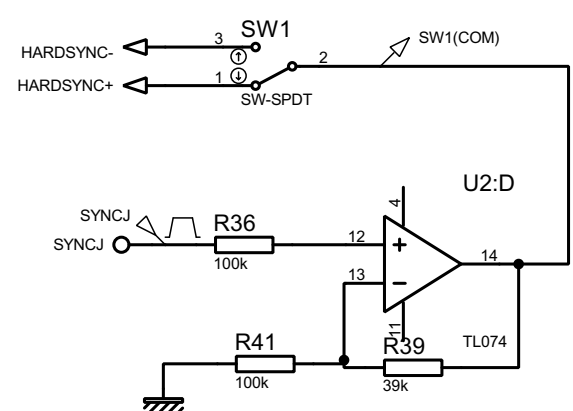 SW1
HARDSYNC-
3
2
SW1(COM)
HARDSYNC+
1
SW-SPDT
U2:D
4
SYNCJ
R36
SYNCJ
12
14
100k
13
11
R41
R39
TL074
100k
39k